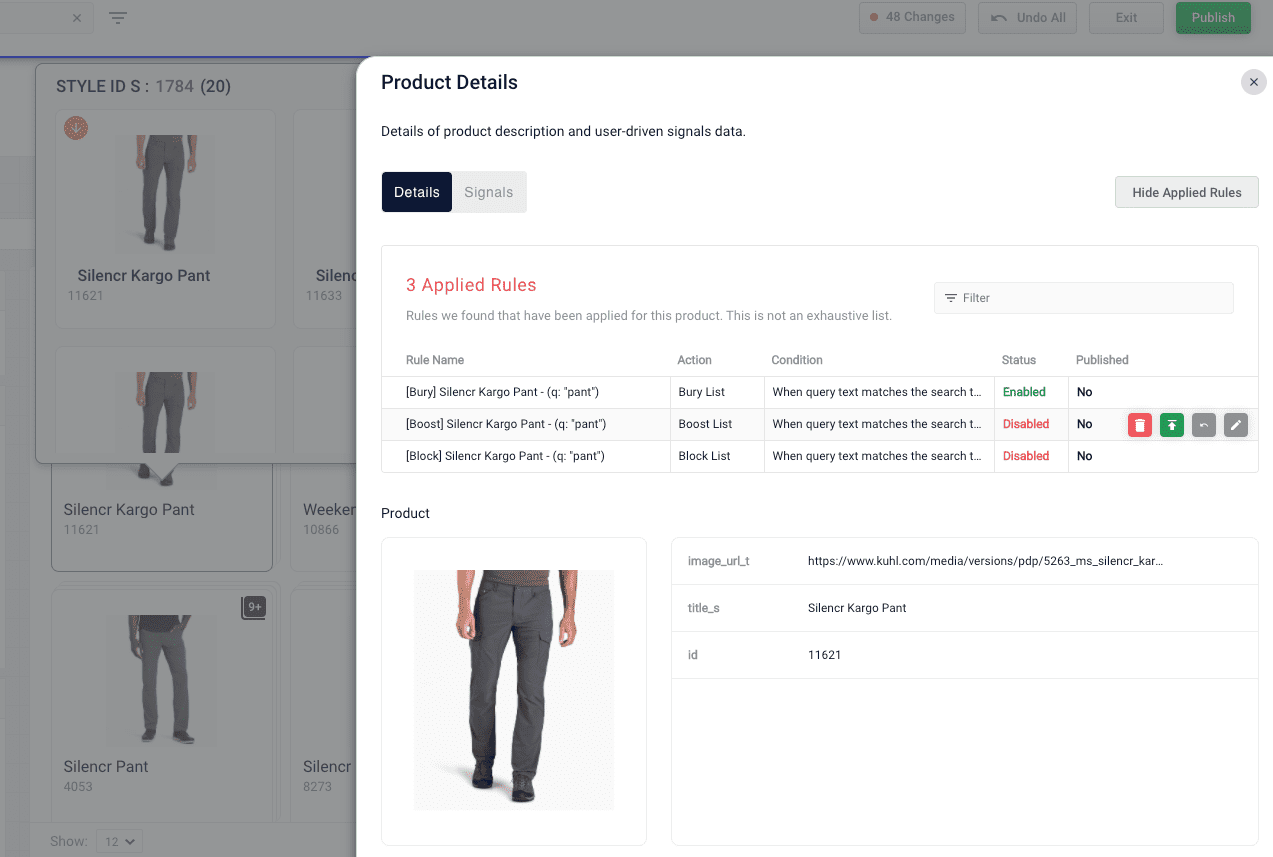 48 Changes
Undo All
Exit
Publish
STYLE ID S : 1784 (20)
Silencr Kargo Pant
11621
Silenc
11633
Silencr Kargo Pant
11621
Weeken
10866
9+
Silencr Pant
4053
Silencr
8273
Show: 12
Product Details
Details of product description and user-driven signals data.
Details
Signals
Hide Applied Rules
3 Applied Rules
Rules we found that have been applied for this product. This is not an exhaustive list.
Filter
Rule Name Action Condition Status Published
[Bury] Silencr Kargo Pant - (q: "pant") Bury List When query text matches the search t... Enabled No
[Boost] Silencr Kargo Pant - (q: "pant") Boost List When query text matches the search t... Disabled No
[Block] Silencr Kargo Pant - (q: "pant") Block List When query text matches the search t... Disabled No
Product
image_url_t https://www.kuhl.com/media/versions/pdp/5263_ms_silencr_kar...
title_s Silencr Kargo Pant
id 11621